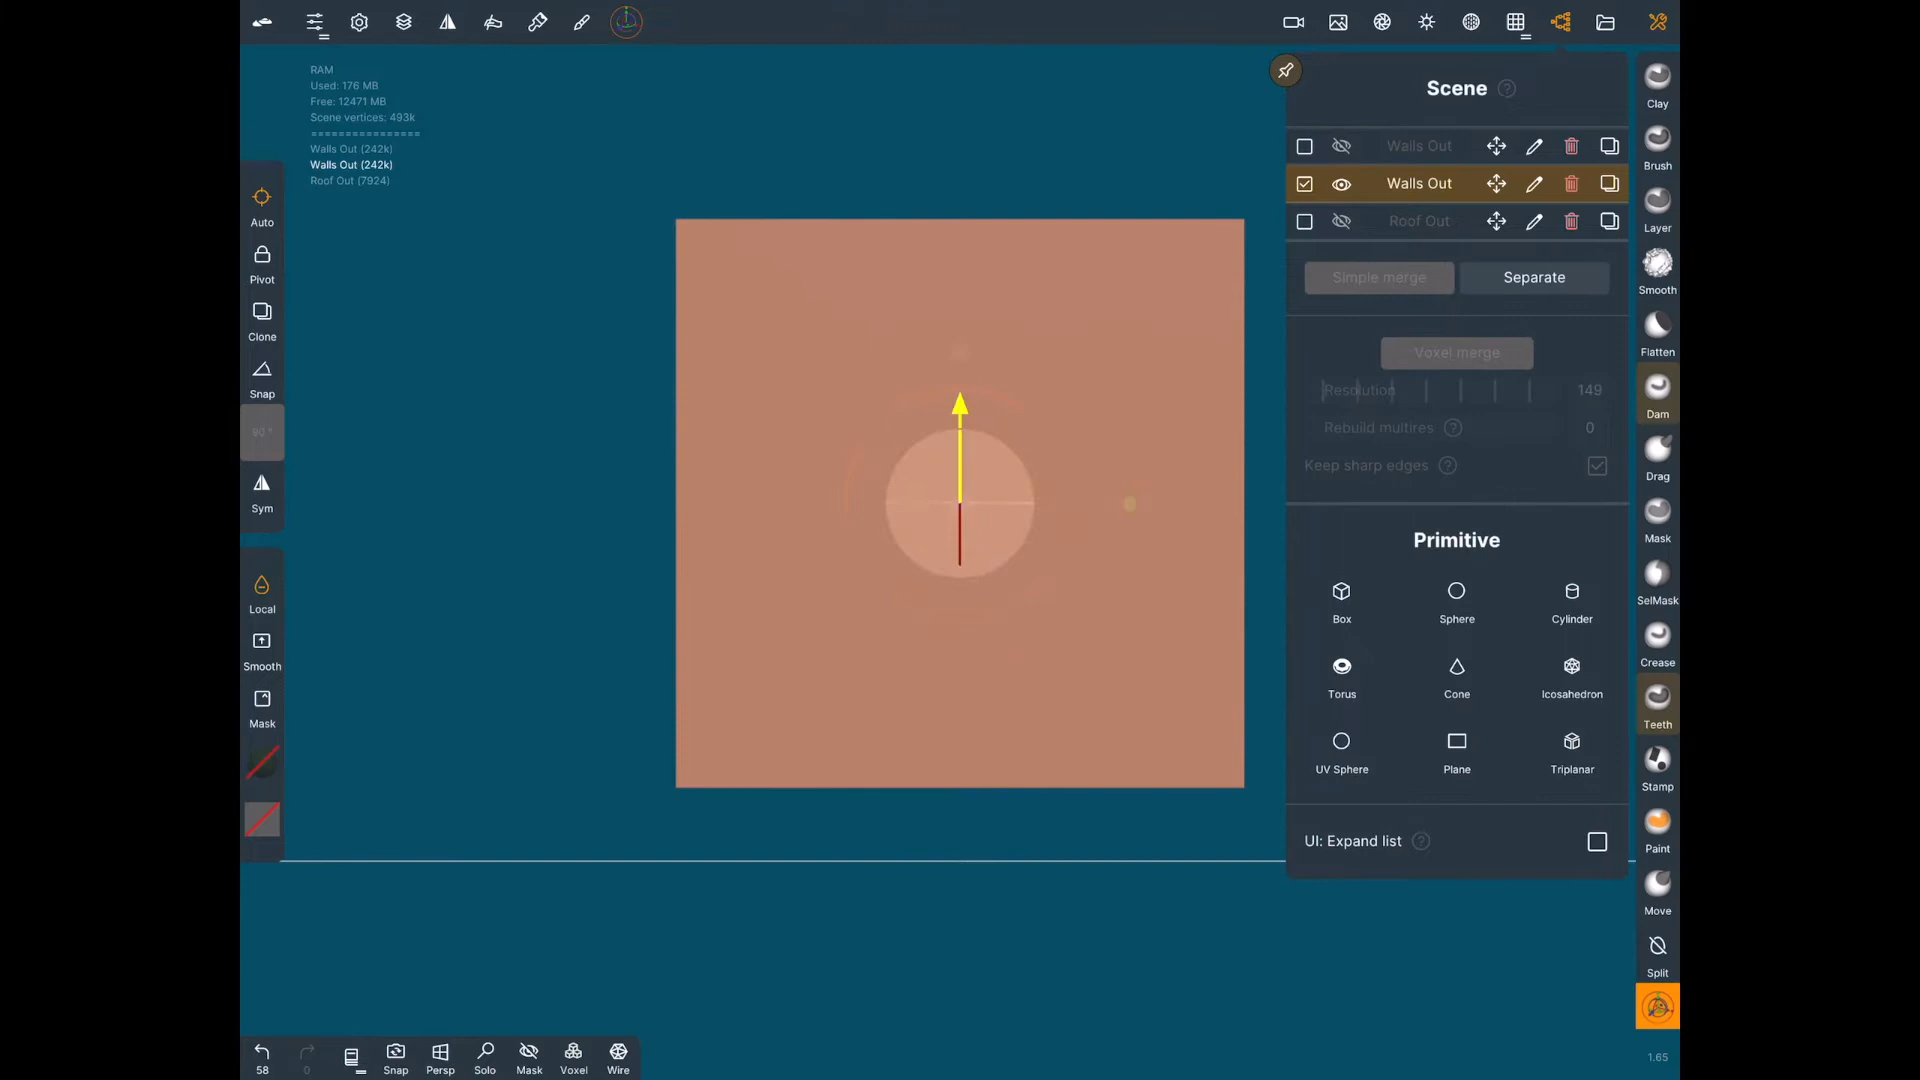 RAM
Used: 176 MB
Free: 12471 MB
Scene vertices: 493k
================
Walls Out (242k)
Walls Out (242k)
Roof Out (7924)
Auto
Pivot
Clone
Snap
90 °
Sym
Local
Smooth
Mask
Scene ?
Walls Out
Walls Out
Roof Out
Simple merge
Separate
Voxel merge
Resolution 149
Rebuild multires ? 0
Keep sharp edges ?
Primitive
Box Sphere Cylinder
Torus Cone Icosahedron
UV Sphere Plane Triplanar
UI: Expand list ?
Clay
Brush
Layer
Smooth
Flatten
Dam
Drag
Mask
SelMask
Crease
Teeth
Stamp
Paint
Move
Split
58 0 Snap Persp Solo Mask Voxel Wire
1.65